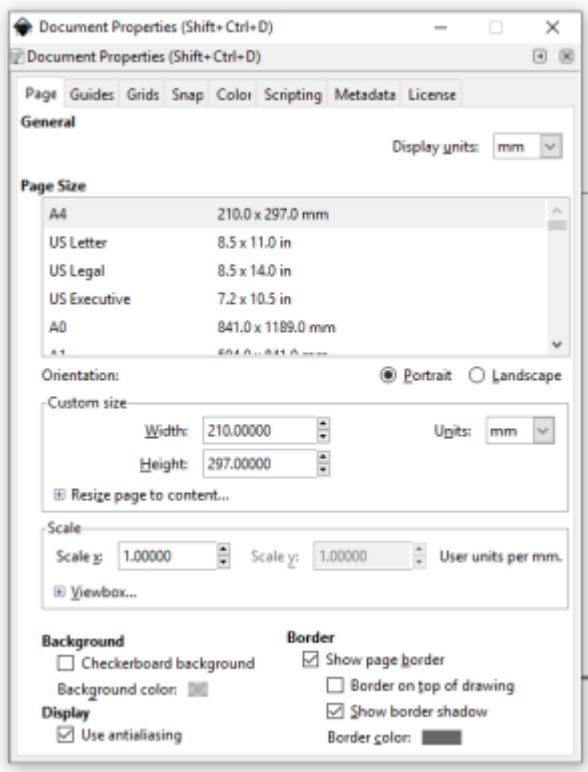 Document Properties (Shift+Ctrl+D)
Document Properties (Shift+Ctrl+D)
Page Guides Grids Snap Color Scripting Metadata License
General
Display units: mm
Page Size
A4 210.0 x 297.0 mm
US Letter 8.5 x 11.0 in
US Legal 8.5 x 14.0 in
US Executive 7.2 x 10.5 in
A0 841.0 x 1189.0 mm
Orientation: Portrait Landscape
Custom size
Width: 210.00000 Units: mm
Height: 297.00000
Resize page to content...
Scale
Scale x: 1.00000 Scale y: 1.00000 User units per mm.
Viewbox...
Background
Checkerboard background
Background color:
Display
Use antialiasing
Border
Show page border
Border on top of drawing
Show border shadow
Border color: